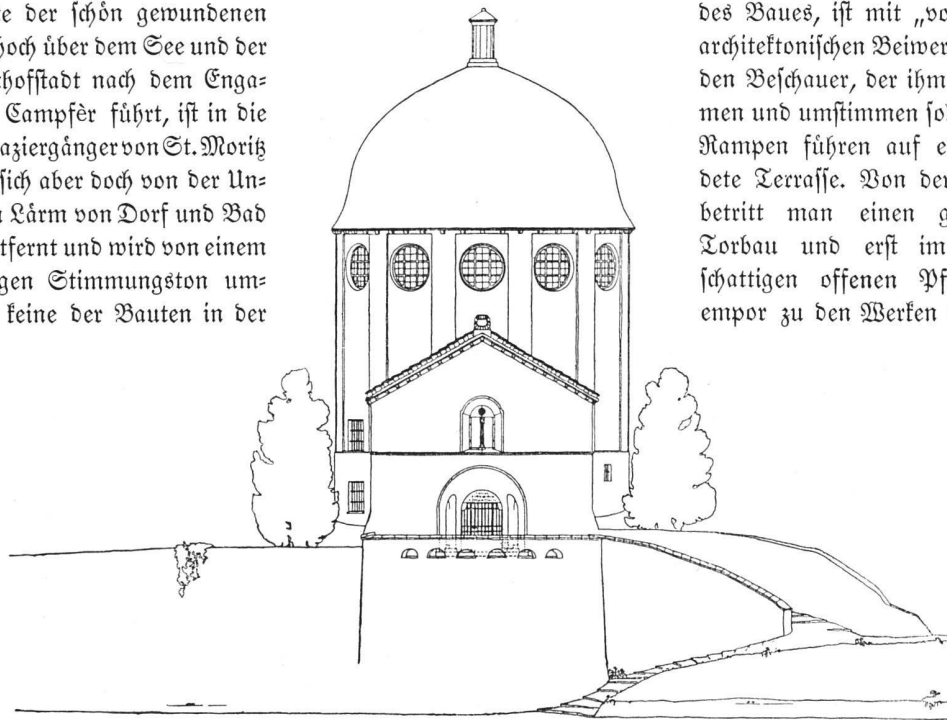 te der ſchön gewundenen
hoch über dem See und der
chofſtadt nach dem Enga=
Campfèr führt, iſt in die
aziergänger von St. Moritz
ſich aber doch von der Un=
Lärm von Dorf und Bad
tfernt und wird von einem
gen Stimmungston um=
keine der Bauten in der
des Baues, iſt mit „vo
architektoniſchen Beiwer
den Beſchauer, der ihm
men und umſtimmen ſol
Rampen führen auf e
dete Terraſſe. Von der
betritt man einen g
Torbau und erſt im
ſchattigen offenen Pf
empor zu den Werken